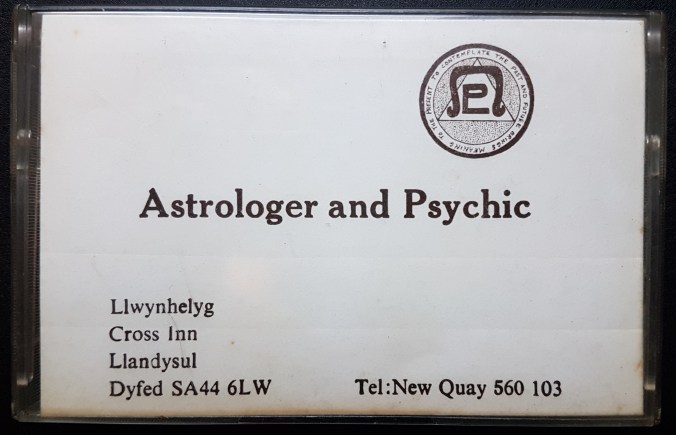 TO CONTEMPLATE THE PAST AND FUTURE BRINGS MEANING TO THE PRESENT
Astrologer and Psychic
Llwynhelyg
Cross Inn
Llandysul
Dyfed SA44 6LW
Tel:New Quay 560 103